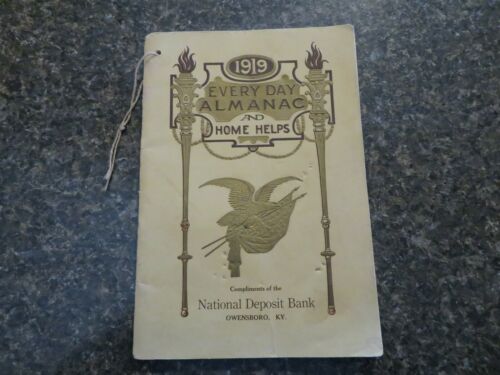 1919
EVERY DAY
ALMANAC
AND
HOME HELPS
Compliments of the
National Deposit Bank
OWENSBORO, KY.